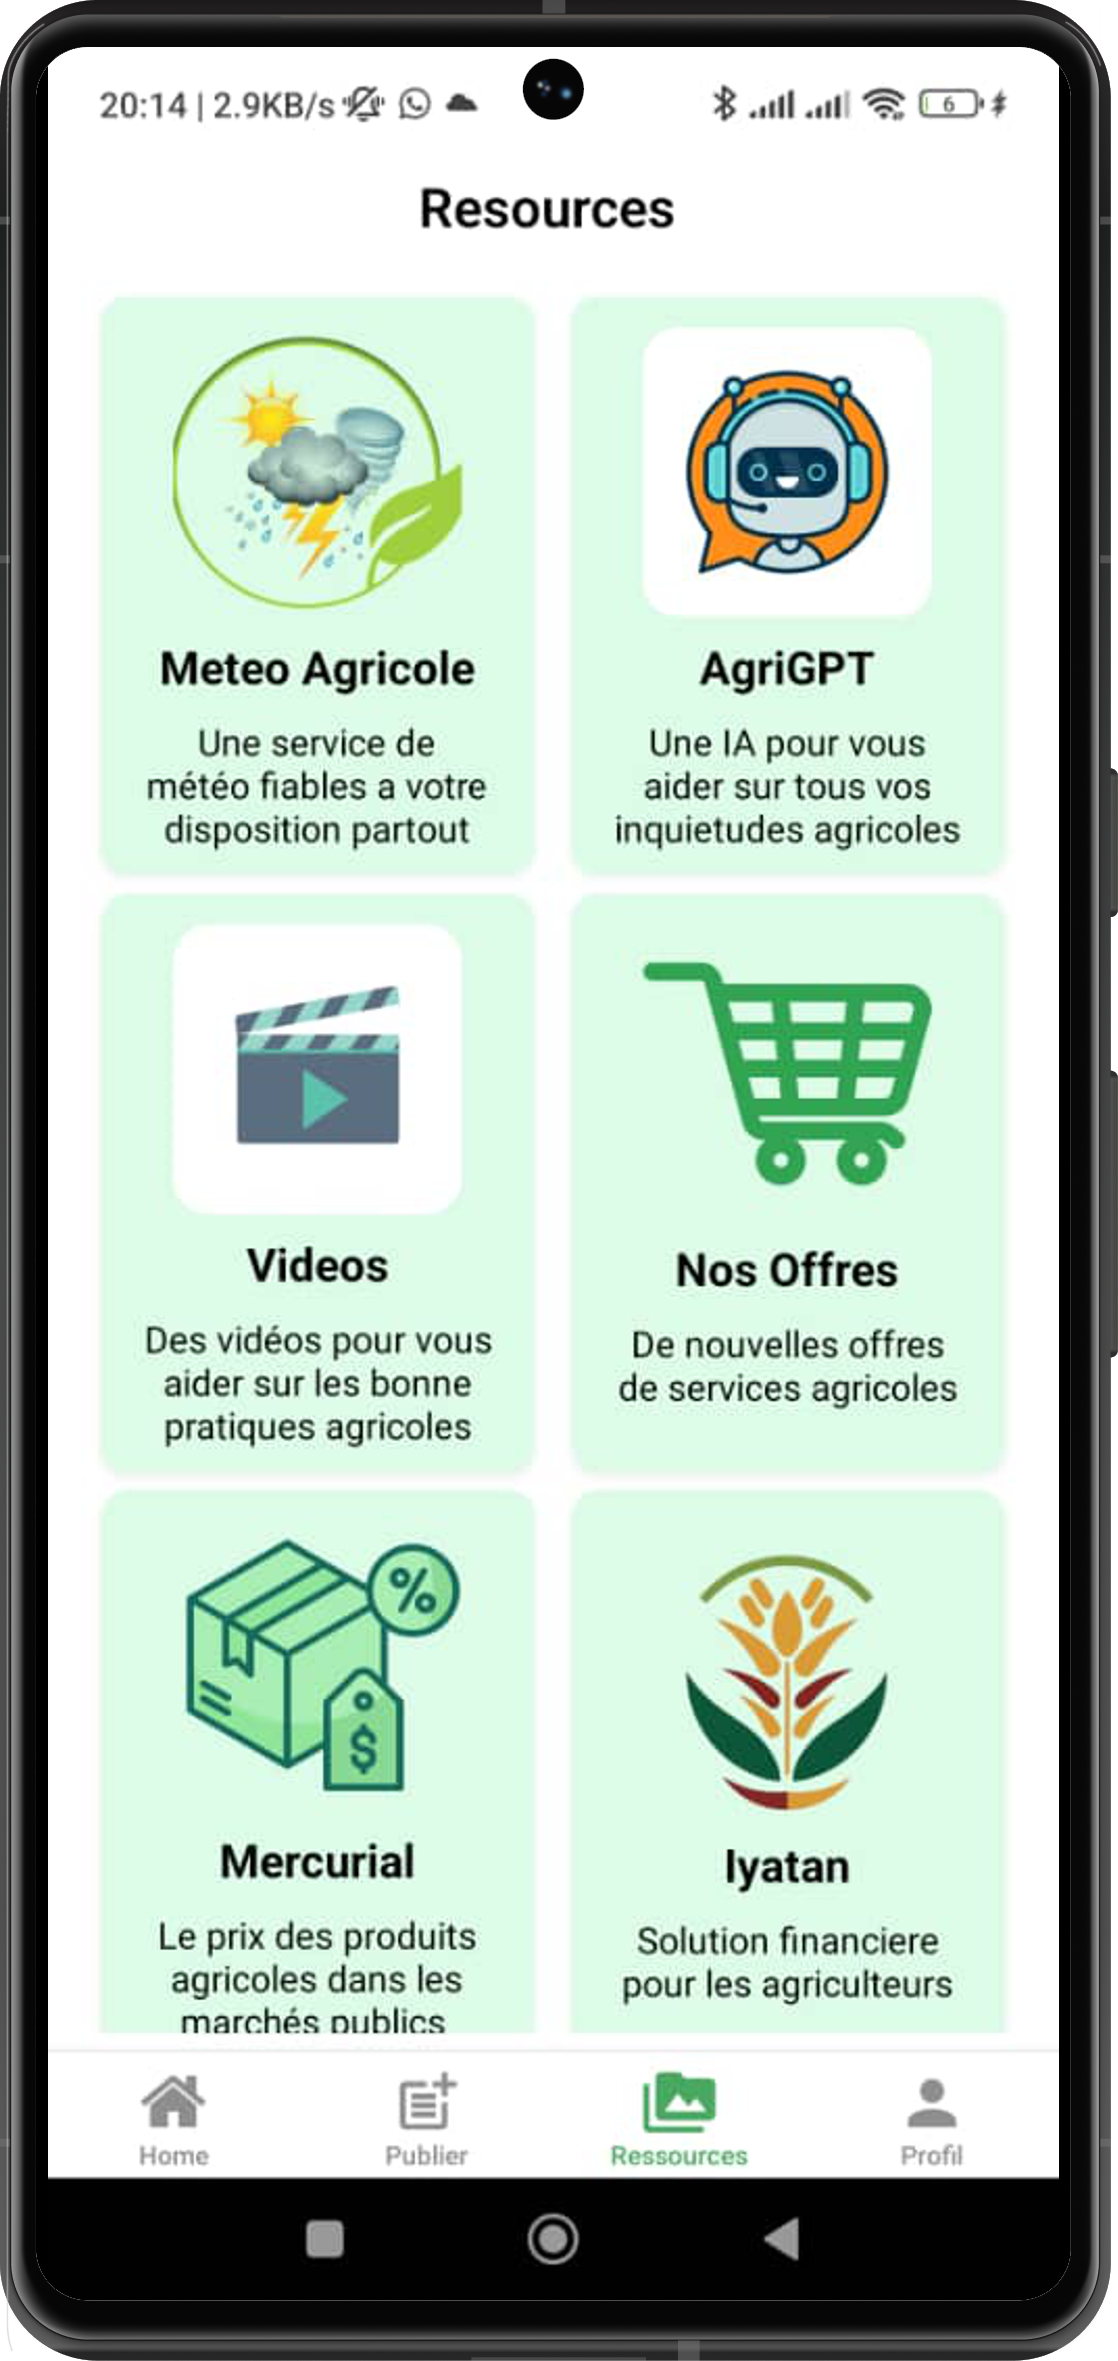 20:14 | 2.9KB/s
6
Resources
Meteo Agricole
Une service de
météo fiables a votre
disposition partout
AgriGPT
Une IA pour vous
aider sur tous vos
inquietudes agricoles
Videos
Des vidéos pour vous
aider sur les bonne
pratiques agricoles
Nos Offres
De nouvelles offres
de services agricoles
%
$
Mercurial
Le prix des produits
agricoles dans les
marchés publics
Iyatan
Solution financiere
pour les agriculteurs
Home
Publier
Ressources
Profil